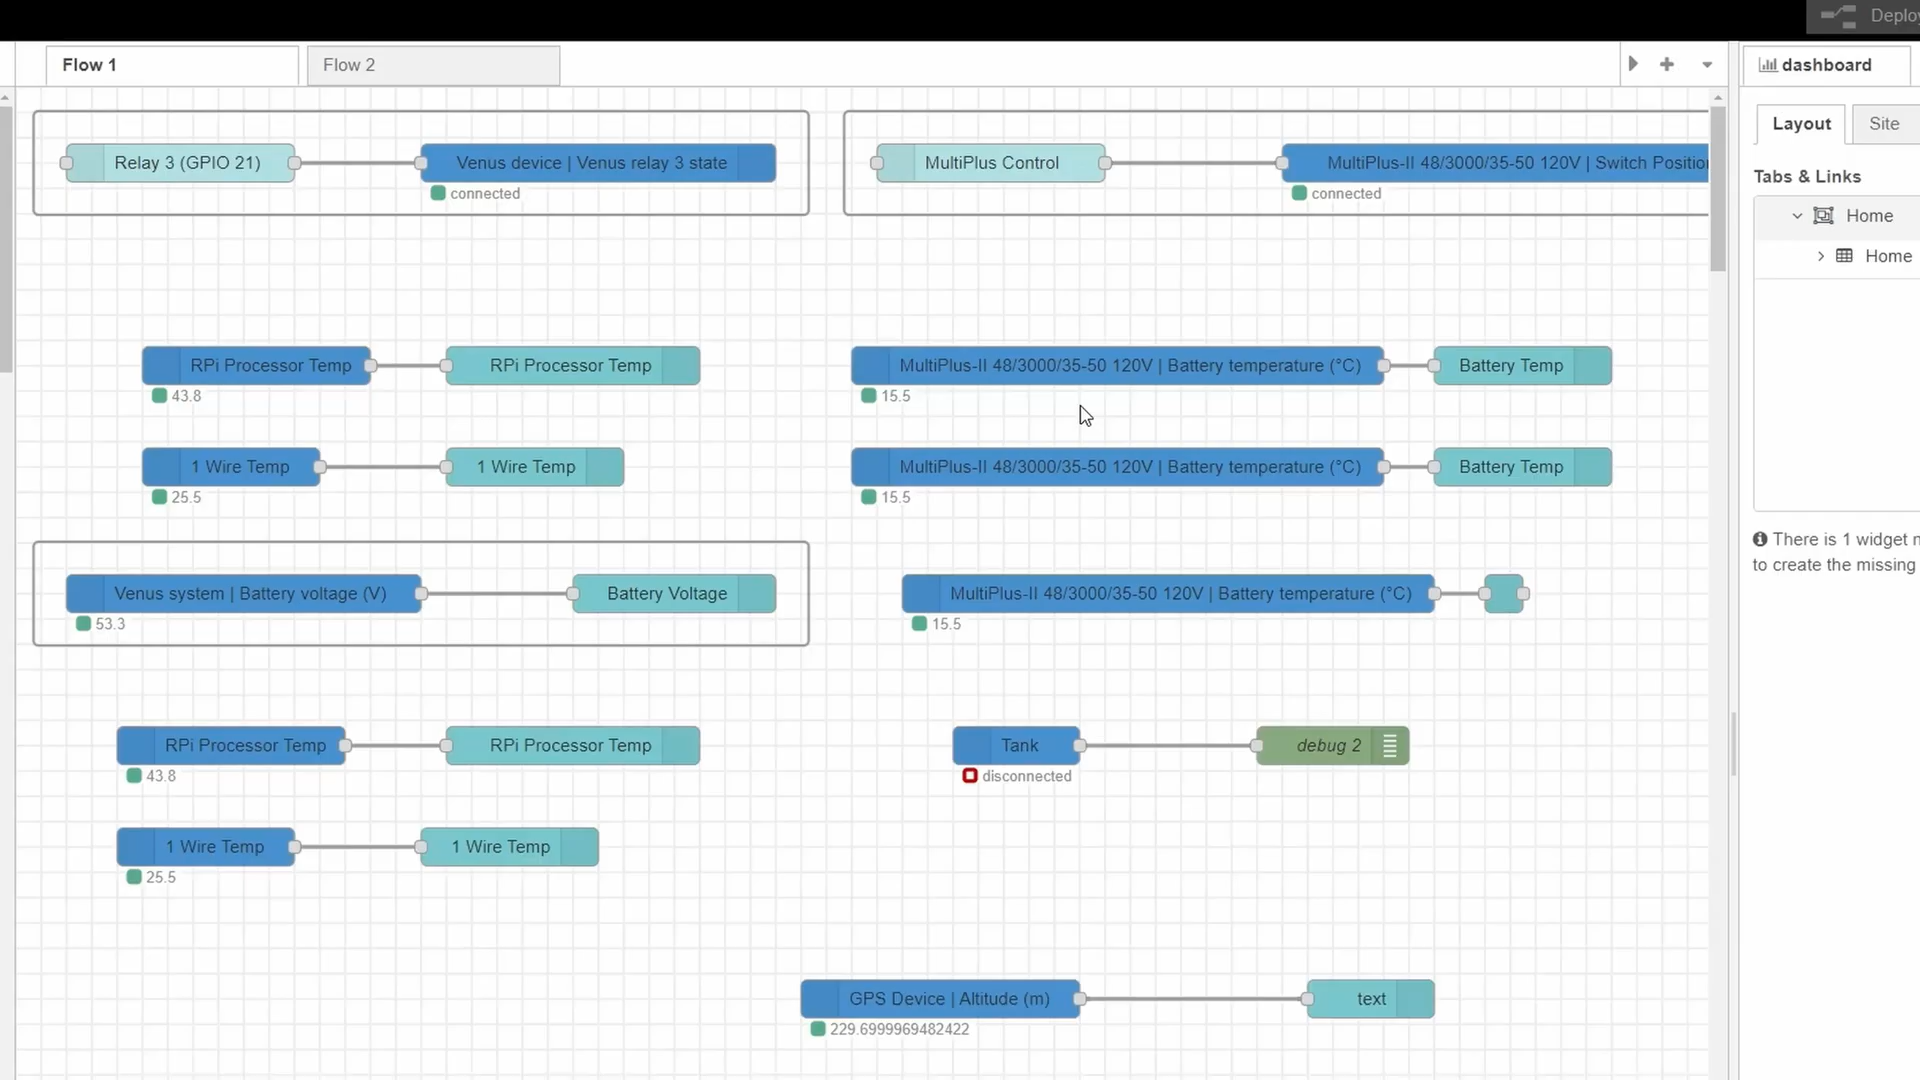 Deploy
Flow 1
Flow 2
dashboard
Relay 3 (GPIO 21)
Venus device | Venus relay 3 state
connected
MultiPlus Control
MultiPlus-II 48/3000/35-50 120V | Switch Position
connected
Layout
Site
Tabs & Links
Home
Home
RPi Processor Temp
43.8
RPi Processor Temp
MultiPlus-II 48/3000/35-50 120V | Battery temperature (°C)
15.5
Battery Temp
1 Wire Temp
25.5
1 Wire Temp
MultiPlus-II 48/3000/35-50 120V | Battery temperature (°C)
15.5
Battery Temp
There is 1 widget n
to create the missing
Venus system | Battery voltage (V)
53.3
Battery Voltage
MultiPlus-II 48/3000/35-50 120V | Battery temperature (°C)
15.5
RPi Processor Temp
43.8
RPi Processor Temp
Tank
disconnected
debug 2
1 Wire Temp
25.5
1 Wire Temp
GPS Device | Altitude (m)
229.6999969482422
text